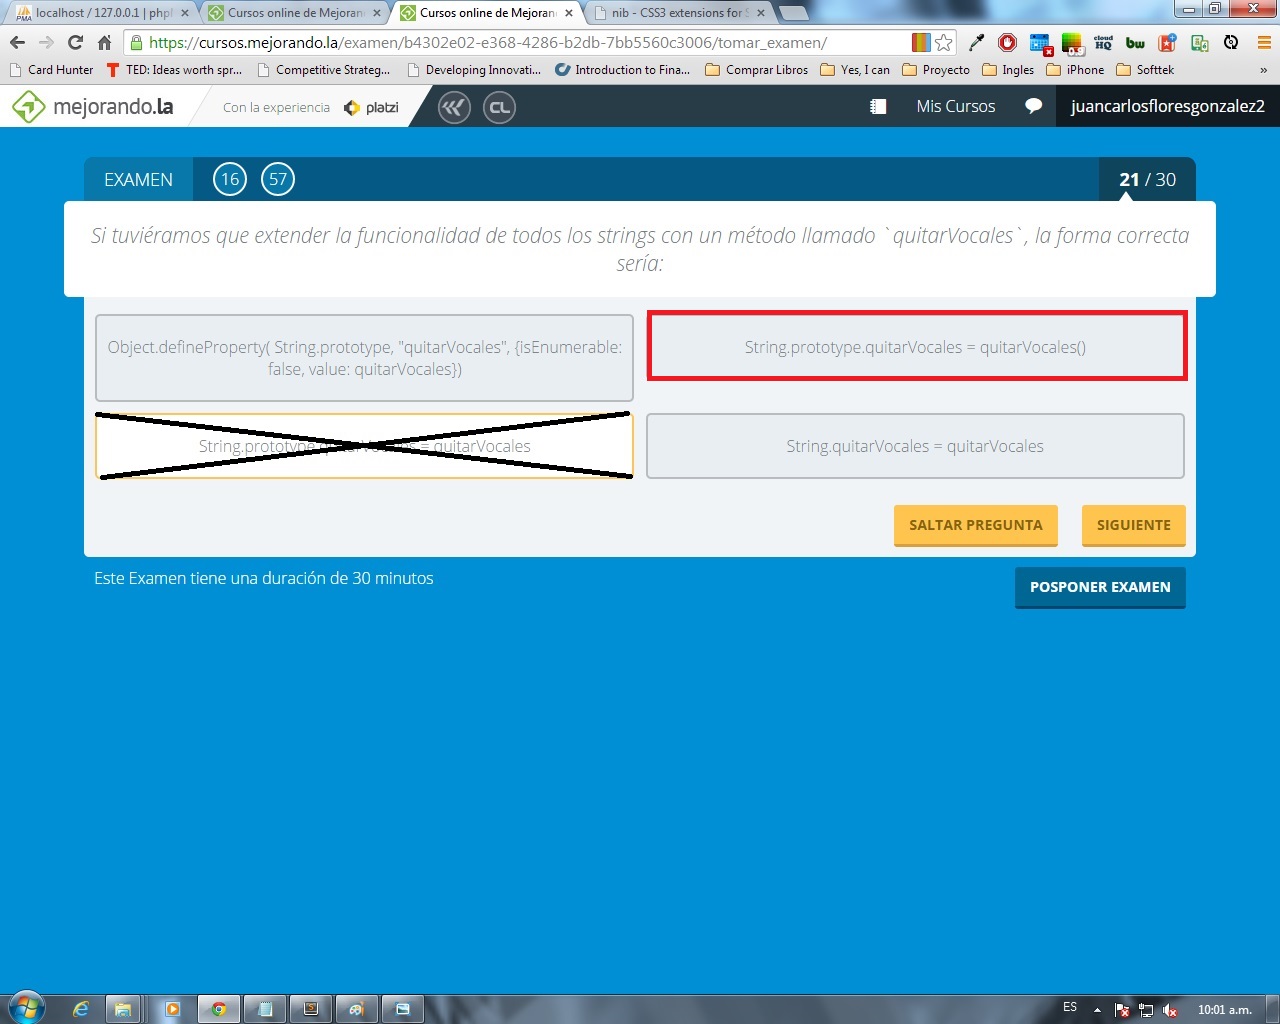 localhost / 127.0.0.1 | phpM
Cursos online de Mejoran
Cursos online de Mejoran
nib - CSS3 extensions for S
https://cursos.mejorando.la/examen/b4302e02-e368-4286-b2db-7bb5560c3006/tomar_examen/
cloud HQ
bw
Card Hunter
TED: Ideas worth spr...
Competitive Strateg...
Developing Innovati...
Introduction to Fina...
Comprar Libros
Yes, I can
Proyecto
Ingles
iPhone
Softtek
»
mejorando.la
Con la experiencia
platzi
CL
Mis Cursos
juancarlosfloresgonzalez2
EXAMEN
16
57
21 / 30
Si tuviéramos que extender la funcionalidad de todos los strings con un método llamado `quitarVocales`, la forma correcta
sería:
Object.defineProperty( String.prototype, "quitarVocales", {isEnumerable:
false, value: quitarVocales})
String.prototype.quitarVocales = quitarVocales()
String.prototype.quitarVocales = quitarVocales
String.quitarVocales = quitarVocales
SALTAR PREGUNTA
SIGUIENTE
Este Examen tiene una duración de 30 minutos
POSPONER EXAMEN
ES
10:01 a.m.